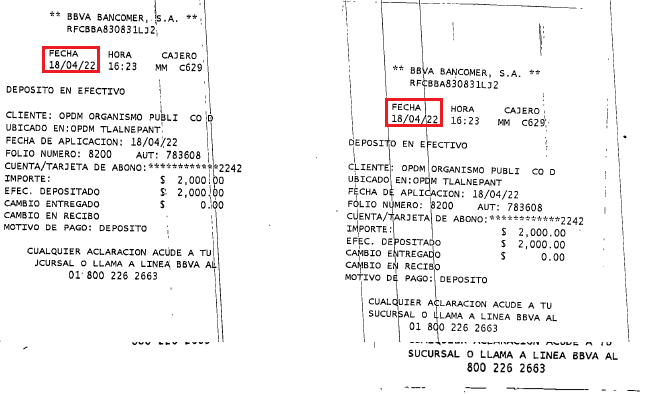 ** BBVA BANCOMER, S.A. **
RFCBBA830831LJ2
FECHA HORA CAJERO
18/04/22 16:23 MM C629
DEPOSITO EN EFECTIVO
CLIENTE: OPDM ORGANISMO PUBLI CO D
UBICADO EN:OPDM TLALNEPANT
FECHA DE APLICACION: 18/04/22
FOLIO NUMERO: 8200 AUT: 783608
CUENTA/TARJETA DE ABONO:************2242
IMPORTE: $ 2,000.00
EFEC. DEPOSITADO $ 2,000.00
CAMBIO ENTREGADO $ 0.00
CAMBIO EN RECIBO
MOTIVO DE PAGO: DEPOSITO
CUALQUIER ACLARACION ACUDE A TU
JCURSAL O LLAMA A LINEA BBVA AL
01 800 226 2663
** BBVA BANCOMER, S.A. **
RFCBBA830831LJ2
FECHA HORA CAJERO
18/04/22 16:23 MM C629
DEPOSITO EN EFECTIVO
CLIENTE: OPDM ORGANISMO PUBLI CO D
UBICADO EN:OPDM TLALNEPANT
FECHA DE APLICACION: 18/04/22
FOLIO NUMERO: 8200 AUT: 783608
CUENTA/TARJETA DE ABONO:************2242
IMPORTE: $ 2,000.00
EFEC. DEPOSITADO $ 2,000.00
CAMBIO ENTREGADO $ 0.00
CAMBIO EN RECIBO
MOTIVO DE PAGO: DEPOSITO
CUALQUIER ACLARACION ACUDE A TU
SUCURSAL O LLAMA A LINEA BBVA AL
01 800 226 2663
CUALQUIER ACLARACION ACUDE A TU
SUCURSAL O LLAMA A LINEA BBVA AL
800 226 2663